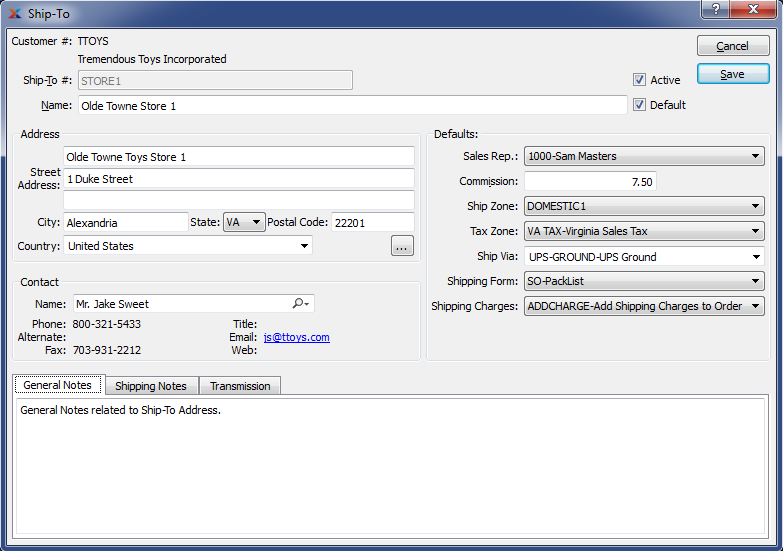 Ship-To
?
Customer #: TTOYS
Tremendous Toys Incorporated
Cancel
Ship-To #: STORE1
Active
Save
Name: Olde Towne Store 1
Default
Address
Olde Towne Toys Store 1
Street Address: 1 Duke Street
City: Alexandria State: VA Postal Code: 22201
Country: United States ...
Contact
Name: Mr. Jake Sweet
Phone: 800-321-5433 Title:
Alternate: Email: js@ttoys.com
Fax: 703-931-2212 Web:
Defaults:
Sales Rep.: 1000-Sam Masters
Commission: 7.50
Ship Zone: DOMESTIC1
Tax Zone: VA TAX-Virginia Sales Tax
Ship Via: UPS-GROUND-UPS Ground
Shipping Form: SO-PackList
Shipping Charges: ADDCHARGE-Add Shipping Charges to Order
General Notes Shipping Notes Transmission
General Notes related to Ship-To Address.